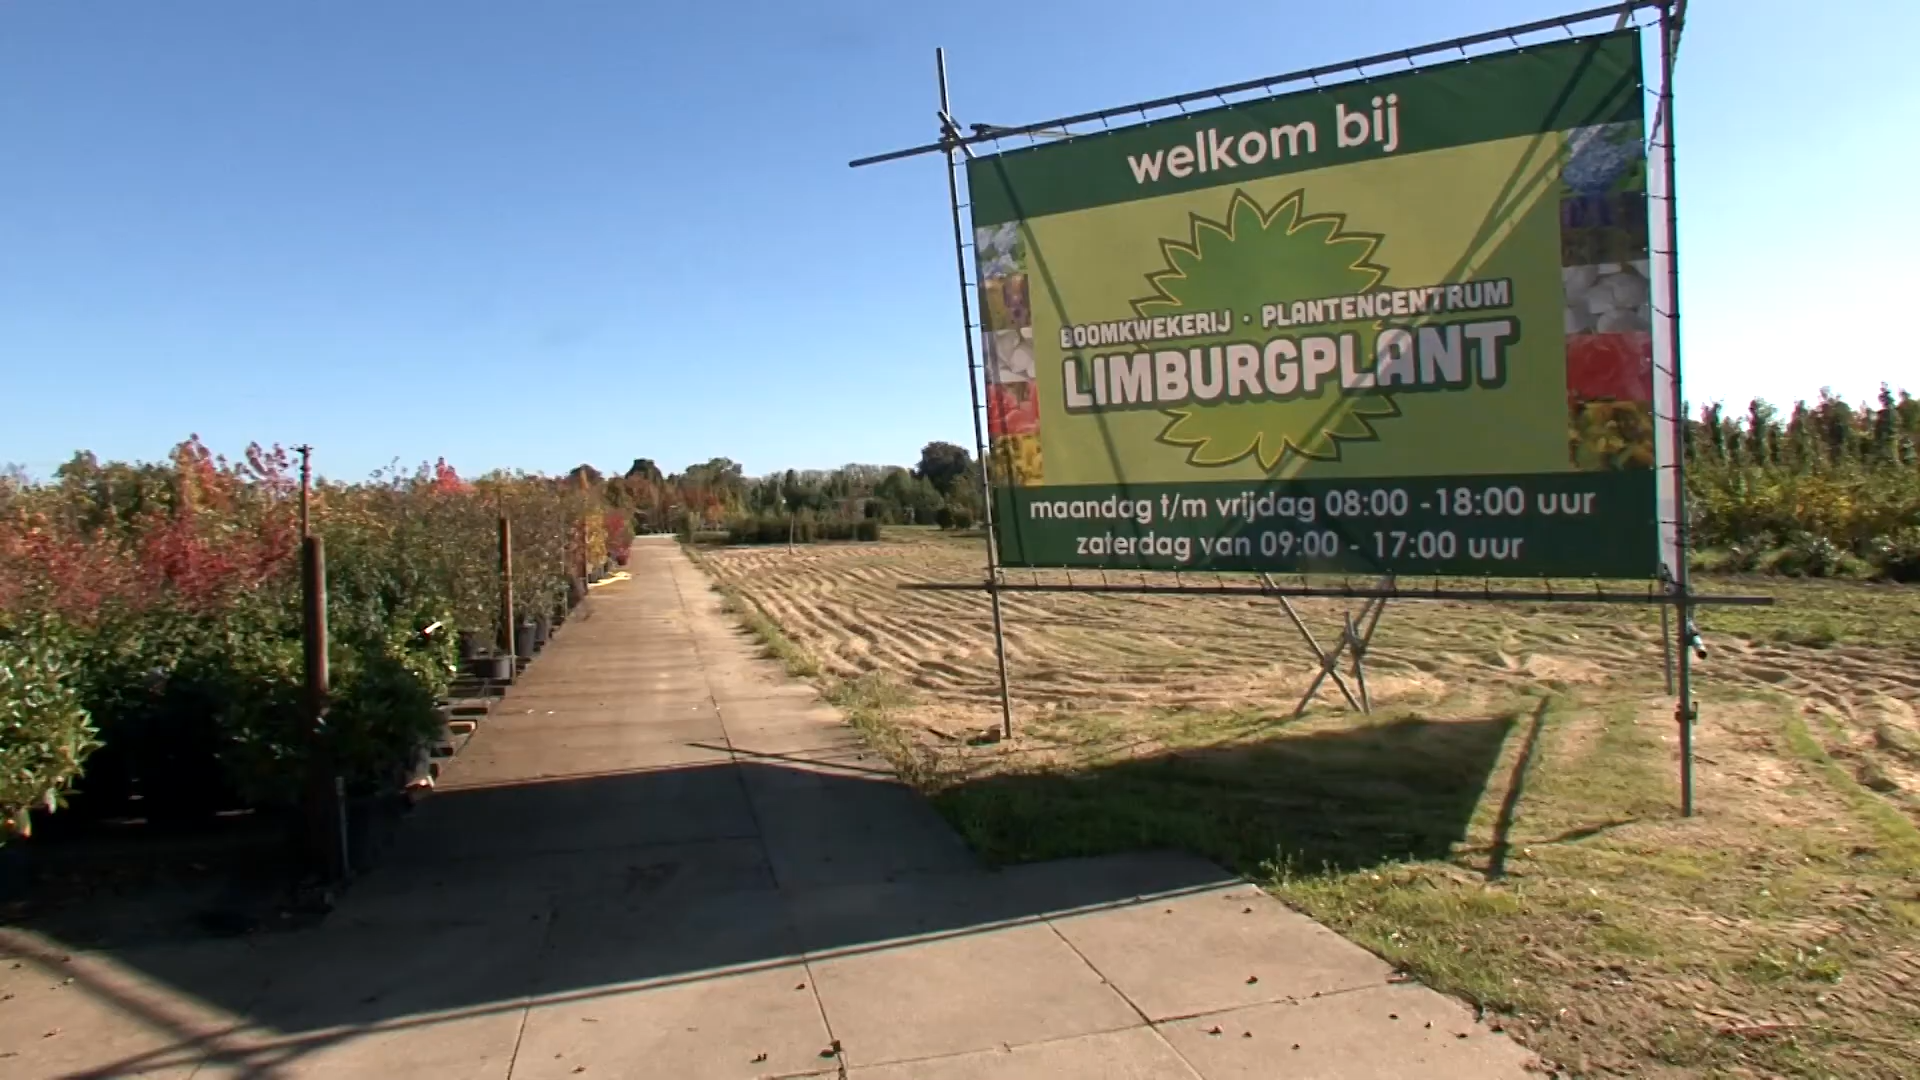 welkom bij
BOOMKWEKERIJ · PLANTENCENTRUM
LIMBURGPLANT
maandag t/m vrijdag 08:00 -18:00 uur
zaterdag van 09:00 - 17:00 uur